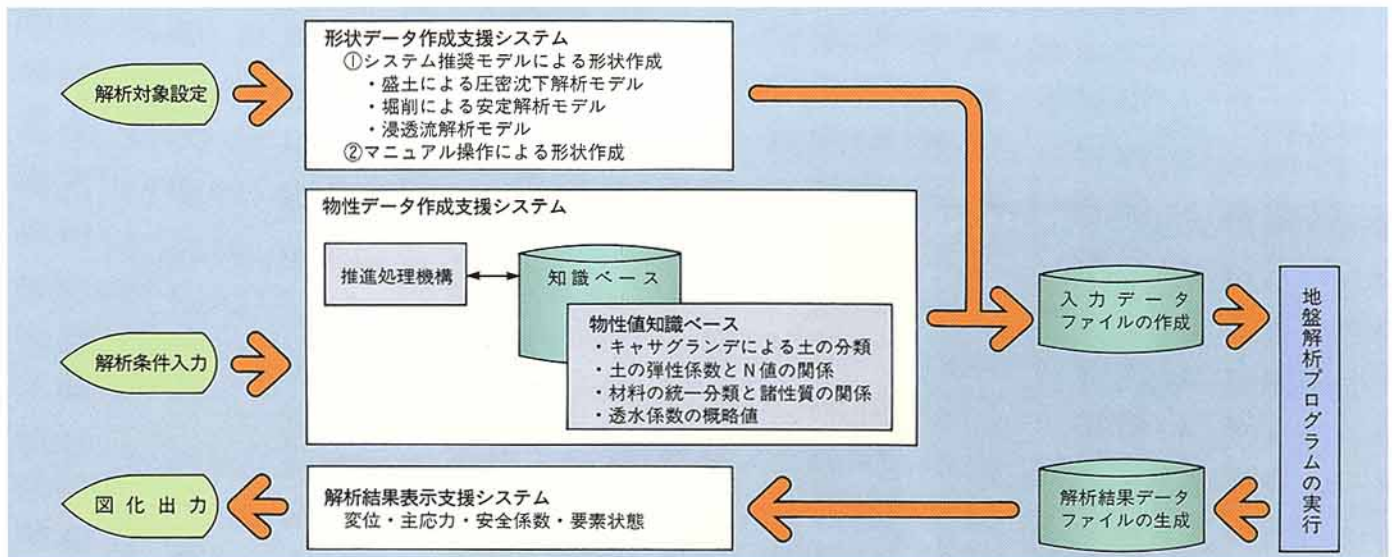 解析対象設定
形状データ作成支援システム
①システム推奨モデルによる形状作成
・盛土による圧密沈下解析モデル
・堀削による安定解析モデル
・浸透流解析モデル
②マニュアル操作による形状作成
解析条件入力
物性データ作成支援システム
推進処理機構
知識ベース
物性値知識ベース
・キャサグランデによる土の分類
・土の弾性係数とN値の関係
・材料の統一分類と諸性質の関係
・透水係数の概略値
入力データ
ファイルの作成
地盤解析プログラムの実行
解析結果データ
ファイルの生成
解析結果表示支援システム
変位・主応力・安全係数・要素状態
図化出力